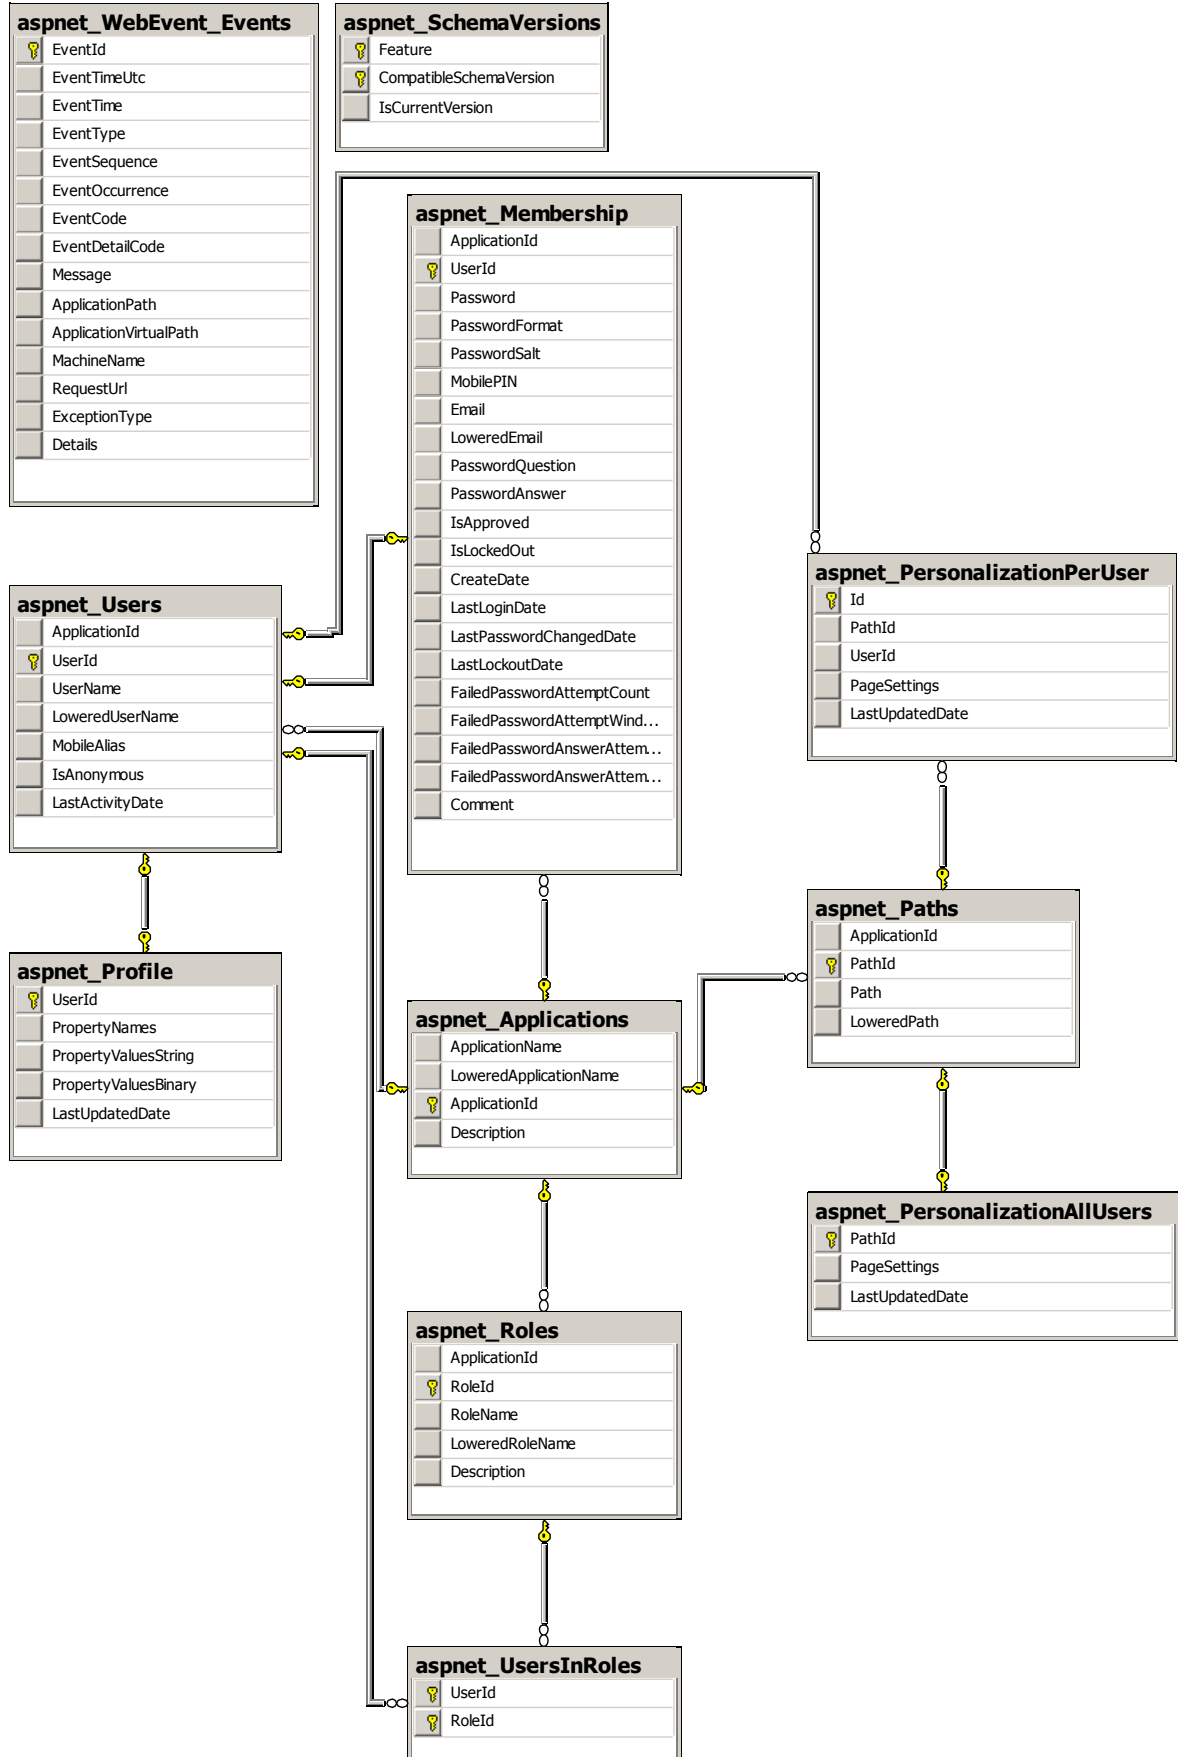 aspnet_WebEvent_Events
EventId
EventTimeUtc
EventTime
EventType
EventSequence
EventOccurrence
EventCode
EventDetailCode
Message
ApplicationPath
ApplicationVirtualPath
MachineName
RequestUrl
ExceptionType
Details
aspnet_SchemaVersions
Feature
CompatibleSchemaVersion
IsCurrentVersion
aspnet_Membership
ApplicationId
UserId
Password
PasswordFormat
PasswordSalt
MobilePIN
Email
LoweredEmail
PasswordQuestion
PasswordAnswer
IsApproved
IsLockedOut
CreateDate
LastLoginDate
LastPasswordChangedDate
LastLockoutDate
FailedPasswordAttemptCount
FailedPasswordAttemptWind...
FailedPasswordAnswerAttem...
FailedPasswordAnswerAttem...
Comment
aspnet_Users
ApplicationId
UserId
UserName
LoweredUserName
MobileAlias
IsAnonymous
LastActivityDate
aspnet_PersonalizationPerUser
Id
PathId
UserId
PageSettings
LastUpdatedDate
aspnet_Profile
UserId
PropertyNames
PropertyValuesString
PropertyValuesBinary
LastUpdatedDate
aspnet_Applications
ApplicationName
LoweredApplicationName
ApplicationId
Description
aspnet_Paths
ApplicationId
PathId
Path
LoweredPath
aspnet_PersonalizationAllUsers
PathId
PageSettings
LastUpdatedDate
aspnet_Roles
ApplicationId
RoleId
RoleName
LoweredRoleName
Description
aspnet_UsersInRoles
UserId
RoleId